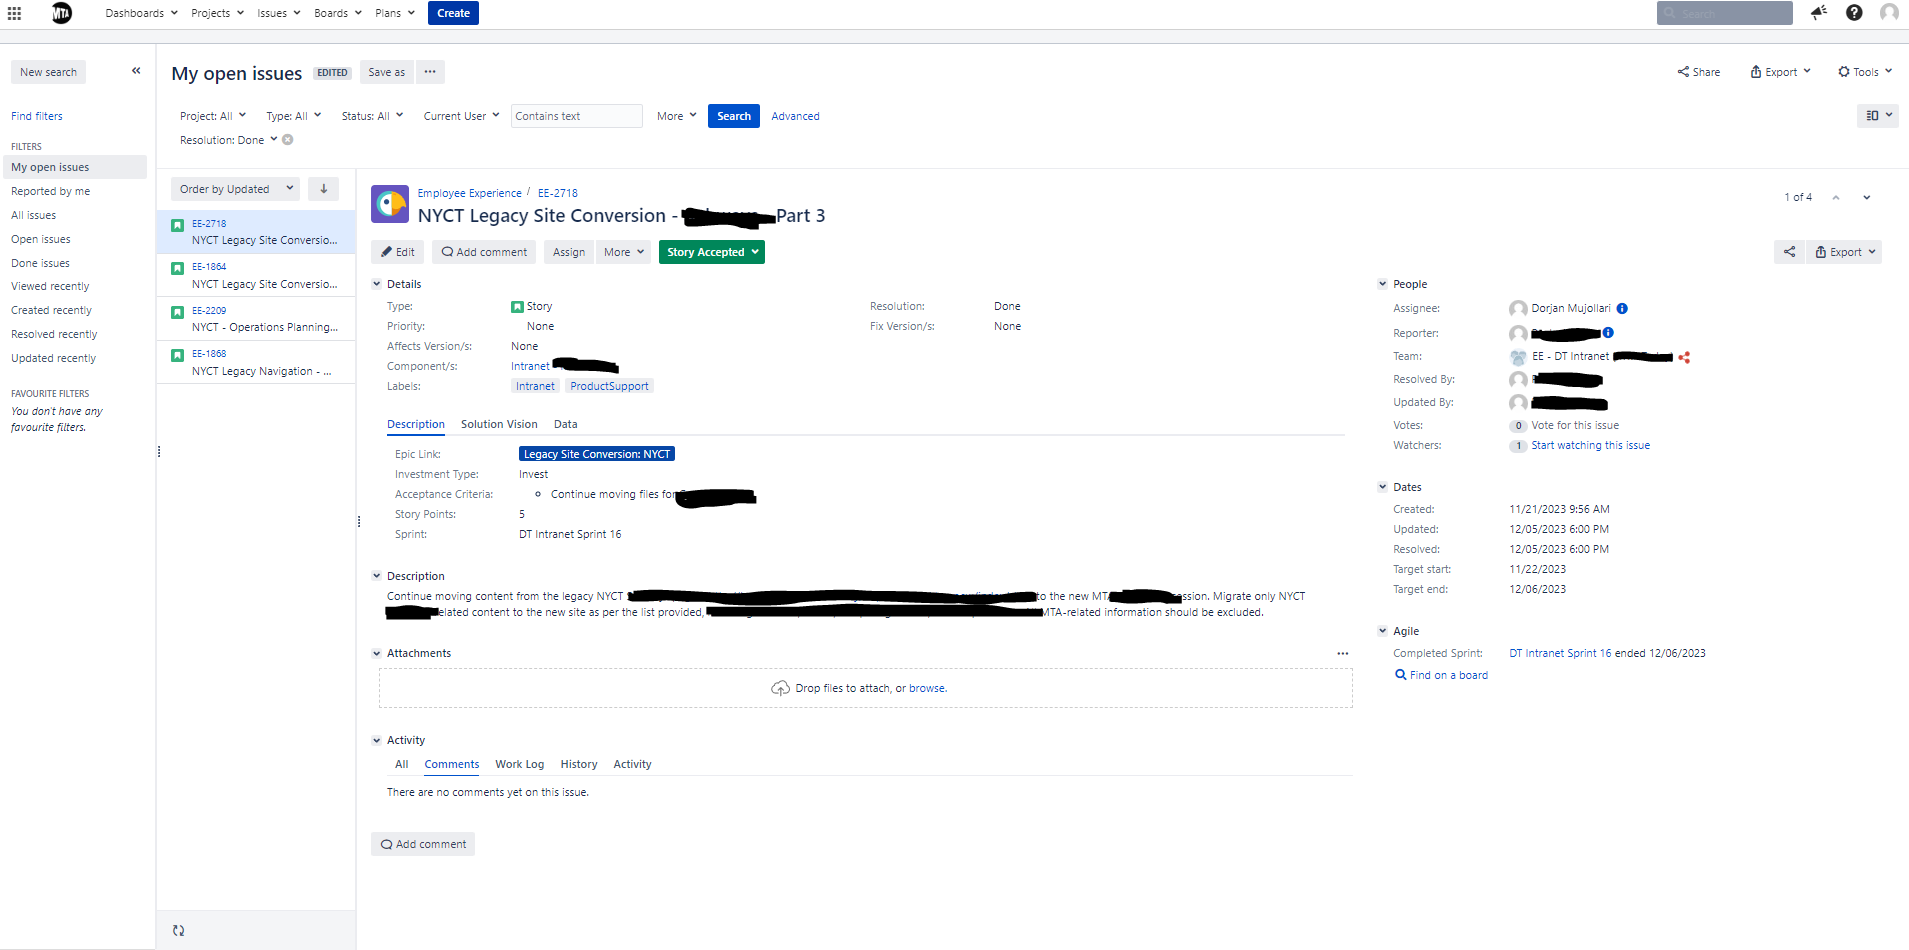 MTA
Dashboards Projects Issues Boards Plans Create
Search
New search
Find filters
FILTERS
My open issues
Reported by me
All issues
Open issues
Done issues
Viewed recently
Created recently
Resolved recently
Updated recently
FAVOURITE FILTERS
You don't have any
favourite filters.
My open issues EDITED Save as ...
Share Export Tools
Project: All Type: All Status: All Current User Contains text More Search Advanced
Resolution: Done
Order by Updated
EE-2718
NYCT Legacy Site Conversio...
EE-1864
NYCT Legacy Site Conversio...
EE-2209
NYCT - Operations Planning...
EE-1868
NYCT Legacy Navigation - ...
Employee Experience / EE-2718
NYCT Legacy Site Conversion - Part 3
1 of 4
Edit Add comment Assign More Story Accepted
Export
Details
Type: Story
Priority: None
Affects Version/s: None
Component/s: Intranet
Labels: Intranet ProductSupport
Resolution: Done
Fix Version/s: None
Description Solution Vision Data
Epic Link: Legacy Site Conversion: NYCT
Investment Type: Invest
Acceptance Criteria: Continue moving files for
Story Points: 5
Sprint: DT Intranet Sprint 16
Description
Continue moving content from the legacy NYCT to the new MTA ession. Migrate only NYCT
elated content to the new site as per the list provided, MTA-related information should be excluded.
Attachments ...
Drop files to attach, or browse.
Activity
All Comments Work Log History Activity
There are no comments yet on this issue.
Add comment
People
Assignee: Dorjan Mujollari
Reporter:
Team: EE - DT Intranet
Resolved By:
Updated By:
Votes: 0 Vote for this issue
Watchers: 1 Start watching this issue
Dates
Created: 11/21/2023 9:56 AM
Updated: 12/05/2023 6:00 PM
Resolved: 12/05/2023 6:00 PM
Target start: 11/22/2023
Target end: 12/06/2023
Agile
Completed Sprint: DT Intranet Sprint 16 ended 12/06/2023
Find on a board